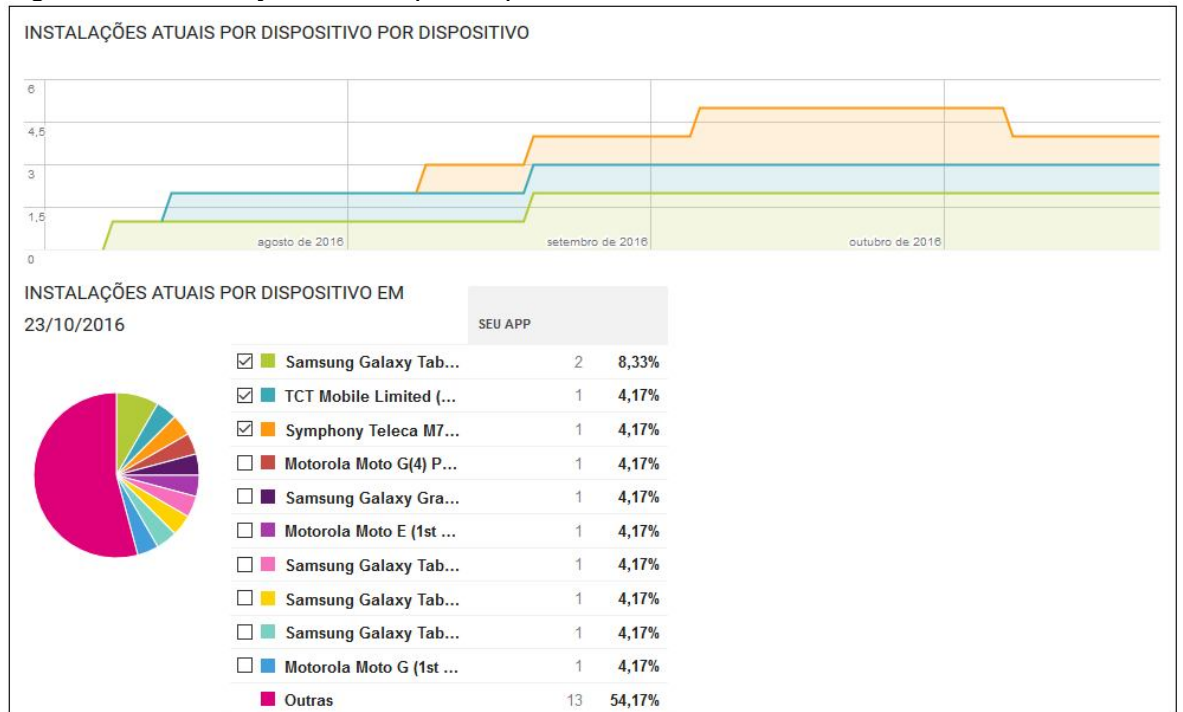 INSTALAÇÕES ATUAIS POR DISPOSITIVO POR DISPOSITIVO
6
4,5
3
1,5
0
agosto de 2016
setembro de 2016
outubro de 2016
INSTALAÇÕES ATUAIS POR DISPOSITIVO EM
23/10/2016
SEU APP
Samsung Galaxy Tab... 2 8,33%
TCT Mobile Limited (... 1 4,17%
Symphony Teleca M7... 1 4,17%
Motorola Moto G(4) P... 1 4,17%
Samsung Galaxy Gra... 1 4,17%
Motorola Moto E (1st ... 1 4,17%
Samsung Galaxy Tab... 1 4,17%
Samsung Galaxy Tab... 1 4,17%
Samsung Galaxy Tab... 1 4,17%
Motorola Moto G (1st ... 1 4,17%
Outras 13 54,17%